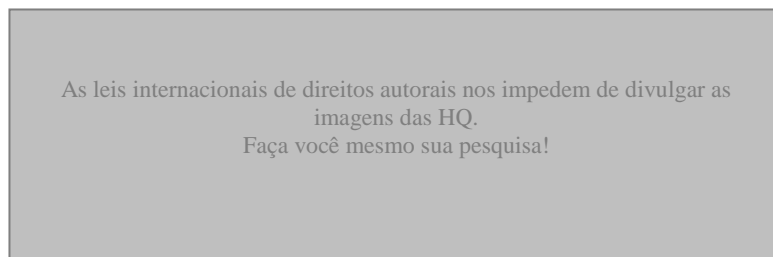 As leis internacionais de direitos autorais nos impedem de divulgar as
imagens das HQ.
Faça você mesmo sua pesquisa!